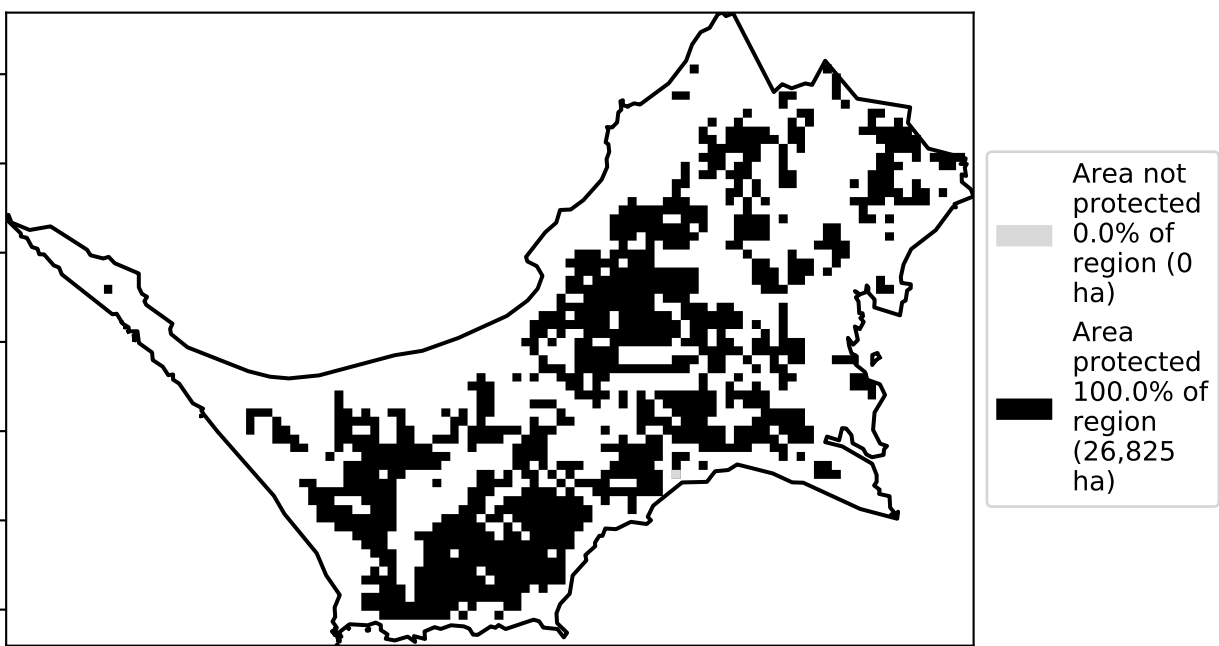 Area not
protected
0.0% of
region (0
ha)
Area
protected
100.0% of
region
(26,825
ha)